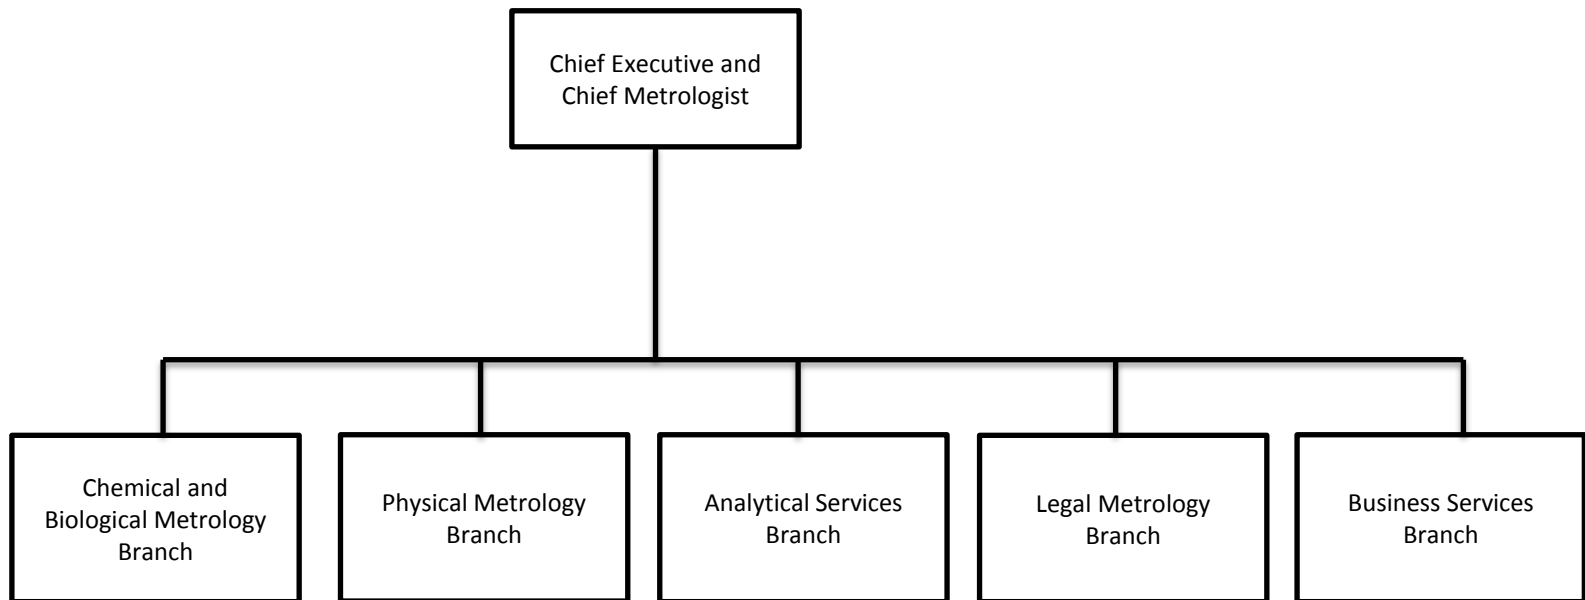 Chief Executive and
Chief Metrologist
Chemical and
Biological Metrology
Branch
Physical Metrology
Branch
Analytical Services
Branch
Legal Metrology
Branch
Business Services
Branch